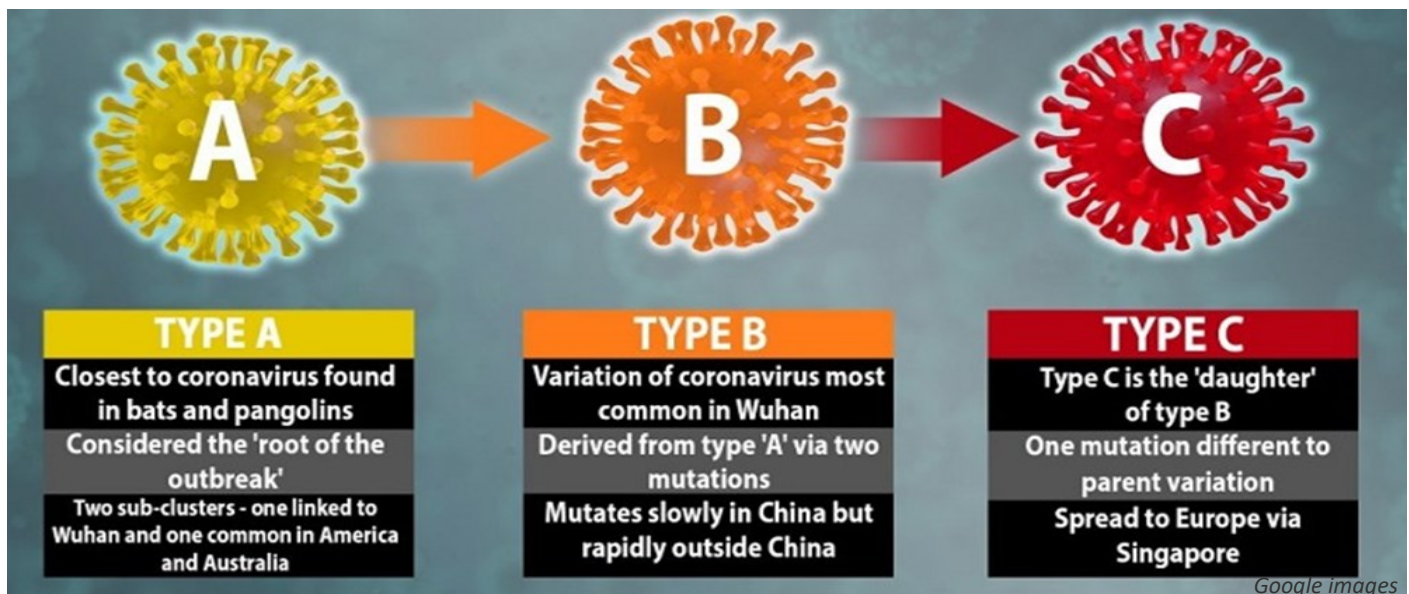 A
B
C
TYPE A
Closest to coronavirus found
in bats and pangolins
Considered the 'root of the
outbreak'
Two sub-clusters - one linked to
Wuhan and one common in America
and Australia
TYPE B
Variation of coronavirus most
common in Wuhan
Derived from type 'A' via two
mutations
Mutates slowly in China but
rapidly outside China
TYPE C
Type C is the 'daughter'
of type B
One mutation different to
parent variation
Spread to Europe via
Singapore
Google images